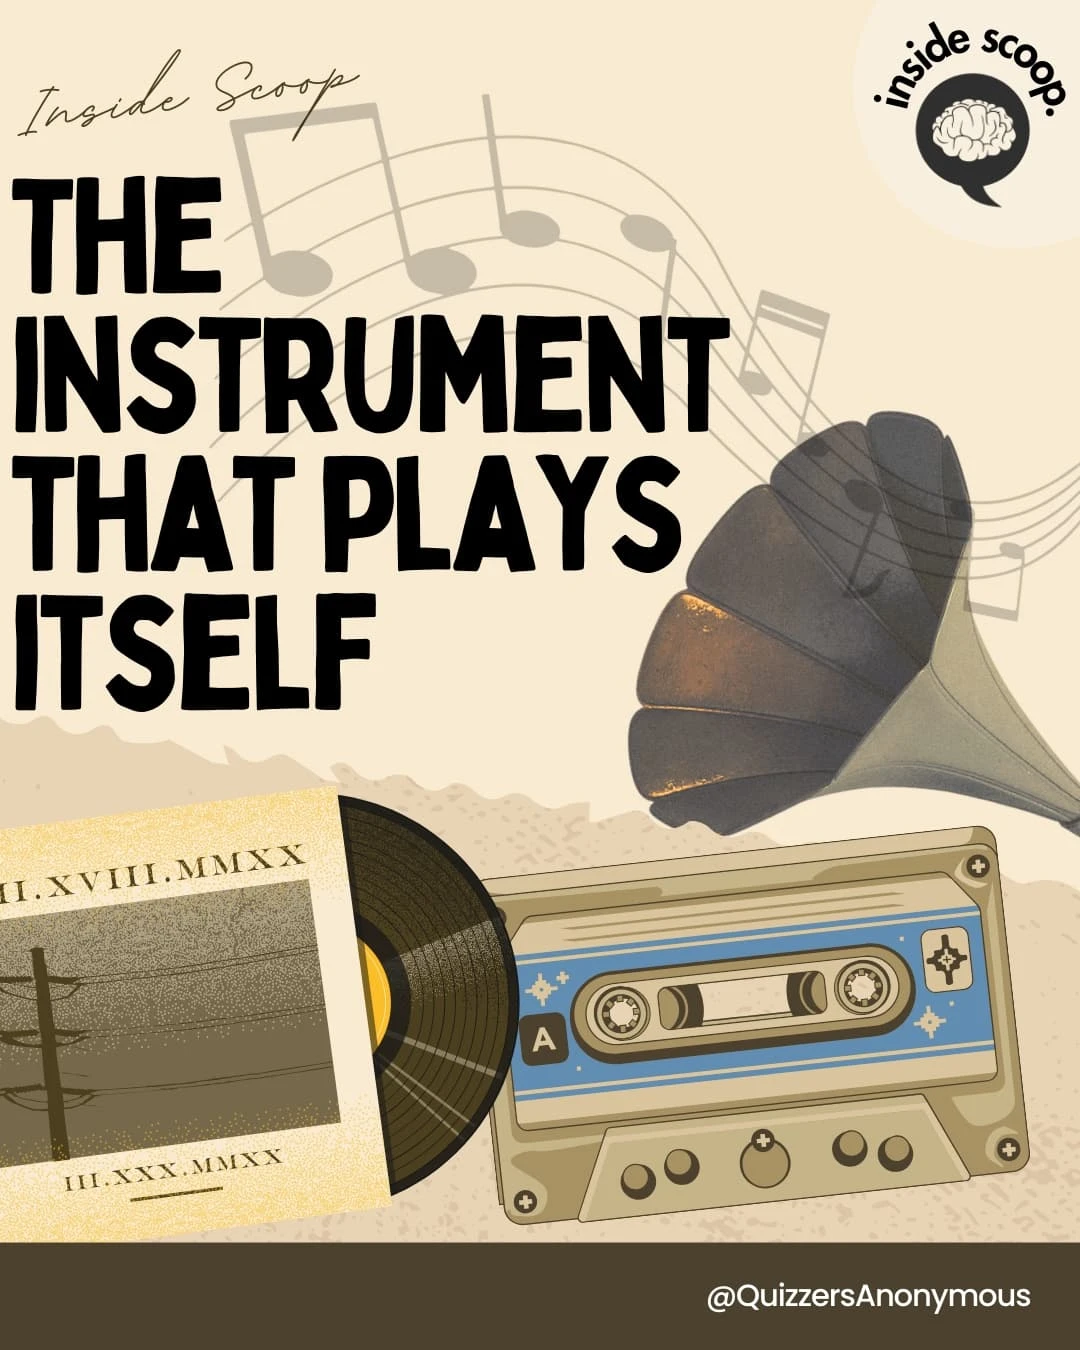 Inside Scoop
inside scoop.
THE
INSTRUMENT
THAT PLAYS
ITSELF
II.XVIII.MMXX
III.XXX.MMXX
A
@QuizzersAnonymous